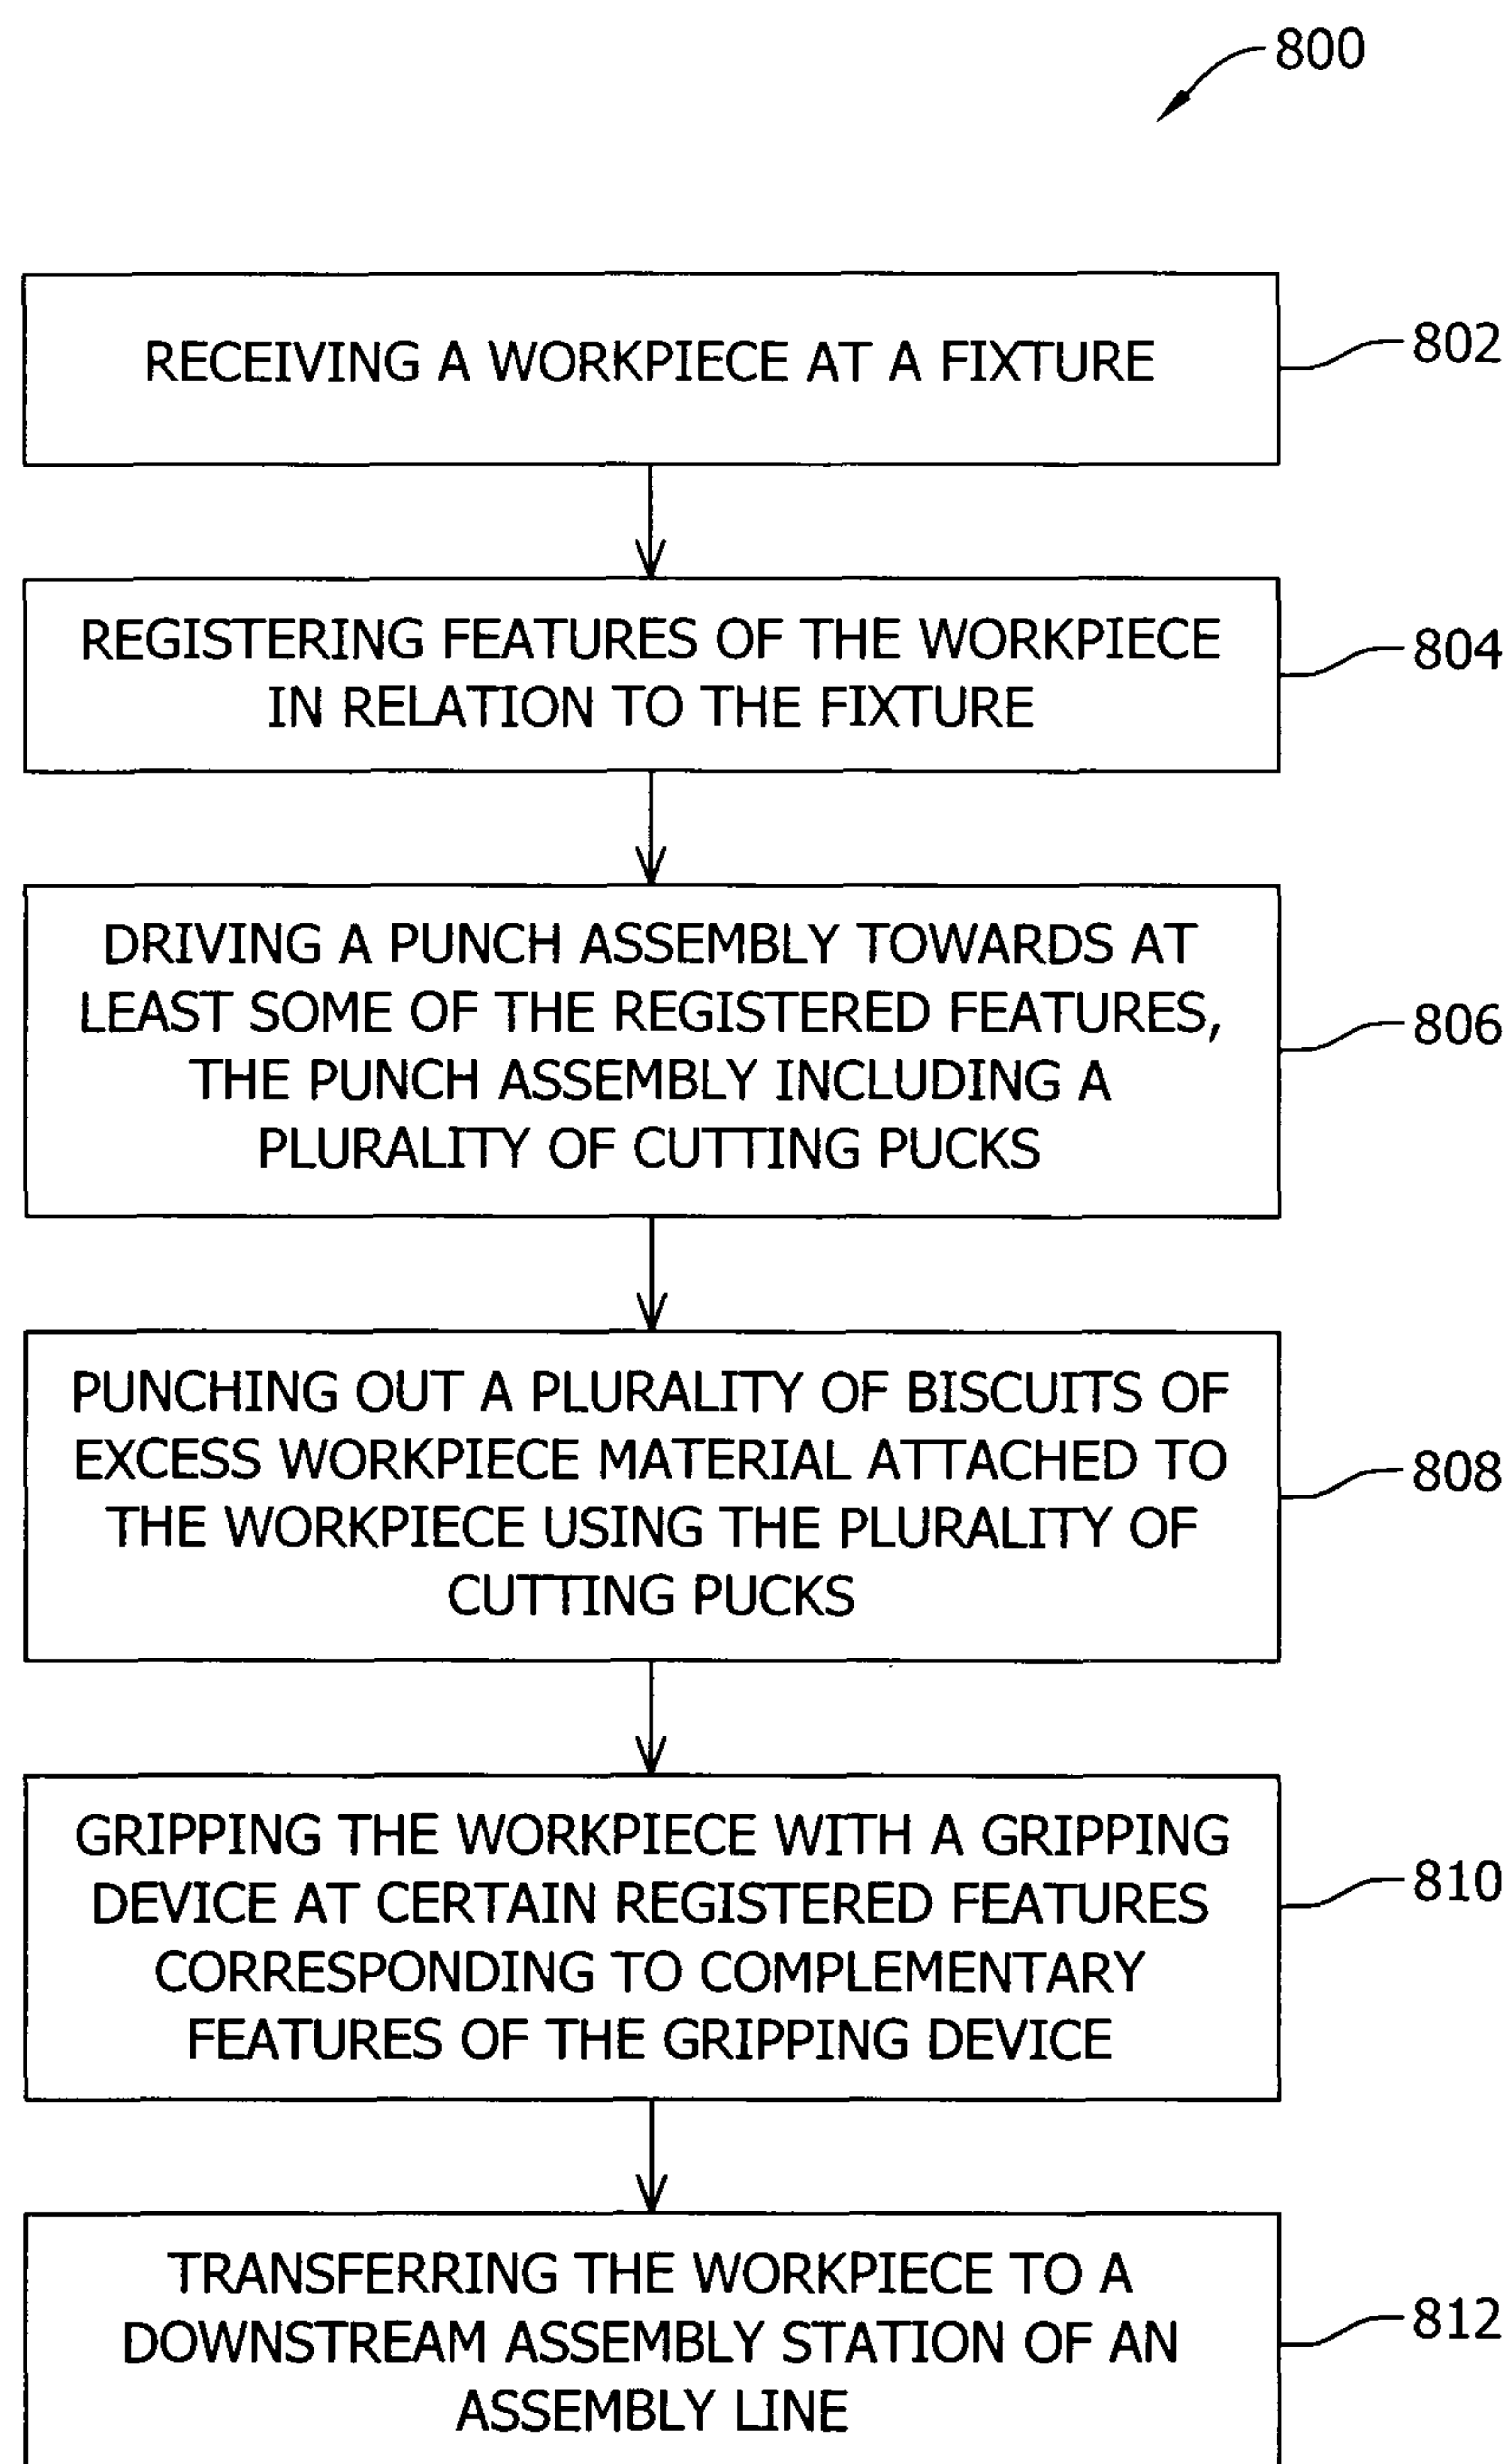 800
RECEIVING A WORKPIECE AT A FIXTURE
802
REGISTERING FEATURES OF THE WORKPIECE
IN RELATION TO THE FIXTURE
804
DRIVING A PUNCH ASSEMBLY TOWARDS AT
LEAST SOME OF THE REGISTERED FEATURES,
THE PUNCH ASSEMBLY INCLUDING A
PLURALITY OF CUTTING PUCKS
806
PUNCHING OUT A PLURALITY OF BISCUITS OF
EXCESS WORKPIECE MATERIAL ATTACHED TO
THE WORKPIECE USING THE PLURALITY OF
CUTTING PUCKS
808
GRIPPING THE WORKPIECE WITH A GRIPPING
DEVICE AT CERTAIN REGISTERED FEATURES
CORRESPONDING TO COMPLEMENTARY
FEATURES OF THE GRIPPING DEVICE
810
TRANSFERRING THE WORKPIECE TO A
DOWNSTREAM ASSEMBLY STATION OF AN
ASSEMBLY LINE
812